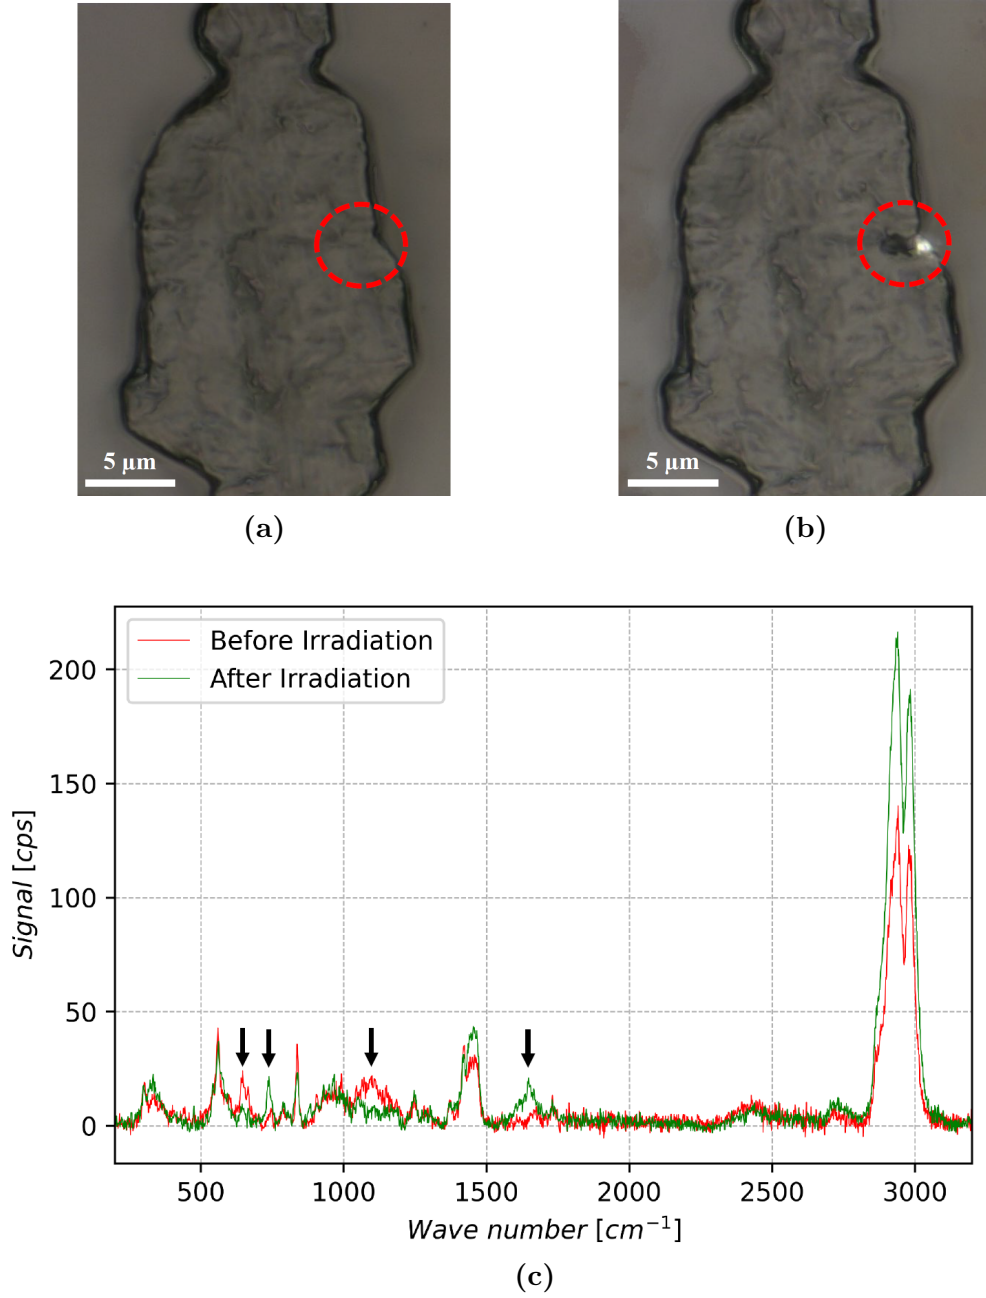 5 µm 5 µm
(a) (b)
Before Irradiation
After Irradiation
200
150
100
50
0
Signal [cps]
500 1000 1500 2000 2500 3000
Wave number [cm⁻¹]
(c)